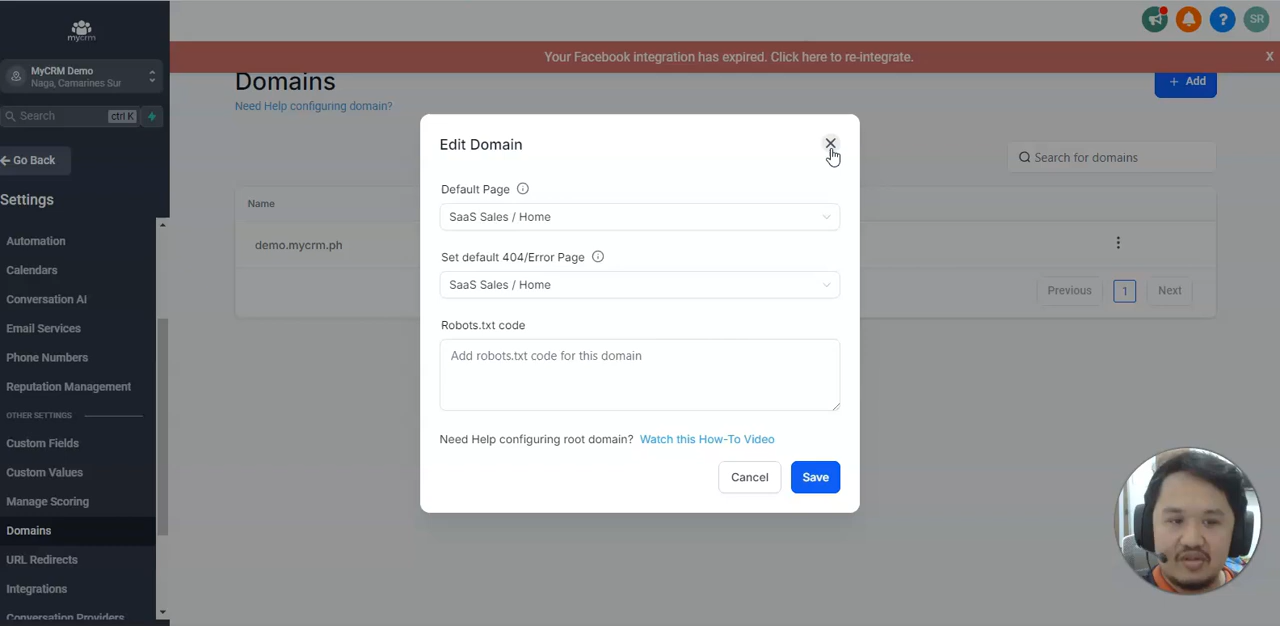 mycrm
MyCRM Demo
Naga, Camarines Sur
Search ctrl K
Go Back
Settings
Automation
Calendars
Conversation AI
Email Services
Phone Numbers
Reputation Management
OTHER SETTINGS
Custom Fields
Custom Values
Manage Scoring
Domains
URL Redirects
Integrations
Conversation Providers
? SR
Your Facebook integration has expired. Click here to re-integrate. X
Domains
+ Add
Need Help configuring domain?
Search for domains
Name
demo.mycrm.ph
Previous 1 Next
Edit Domain
Default Page
SaaS Sales / Home
Set default 404/Error Page
SaaS Sales / Home
Robots.txt code
Add robots.txt code for this domain
Need Help configuring root domain? Watch this How-To Video
Cancel Save